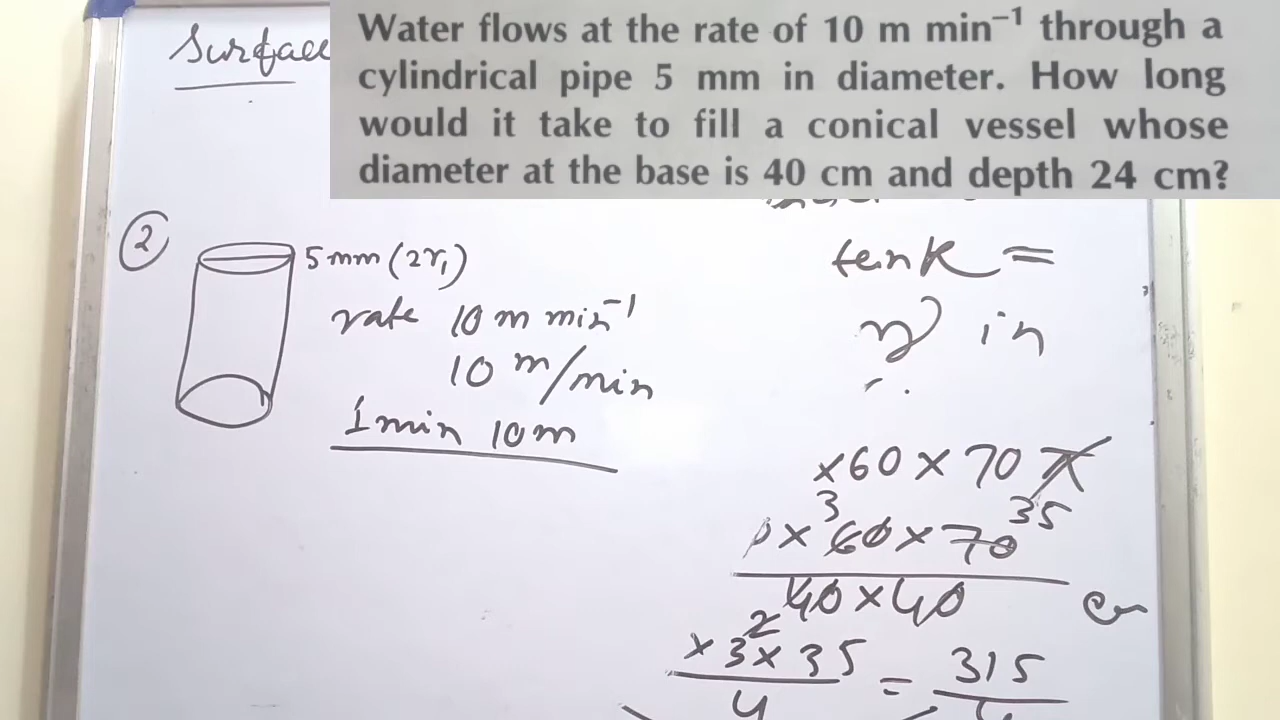 Surface
Water flows at the rate of 10 m min⁻¹ through a
cylindrical pipe 5 mm in diameter. How long
would it take to fill a conical vessel whose
diameter at the base is 40 cm and depth 24 cm?
2
5 mm (2r₁)
rate 10 m min⁻¹
10 m/min
1 min 10 m
tank =
in
×60 × 70 π
3 35
× 60 × 70
40 × 40
2
× 3 × 35 = 315
4